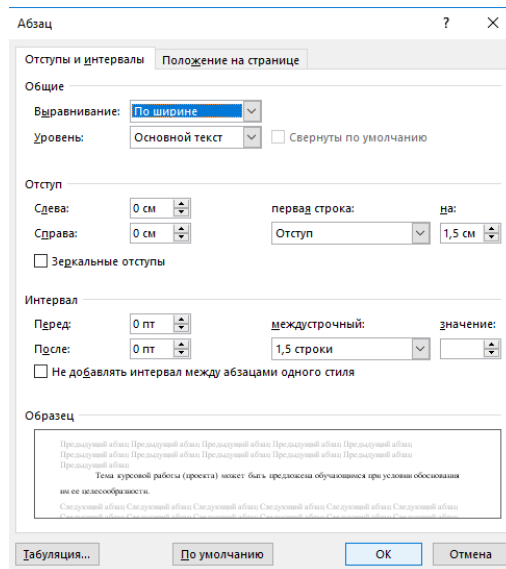 Абзац ? ×
Отступы и интервалы Положение на странице
Общие
Выравнивание: По ширине
Уровень: Основной текст Свернуты по умолчанию
Отступ
Слева: 0 см первая строка: на:
Справа: 0 см Отступ 1,5 см
Зеркальные отступы
Интервал
Перед: 0 пт междустрочный: значение:
После: 0 пт 1,5 строки
Не добавлять интервал между абзацами одного стиля
Образец
Предыдущий абзац Предыдущий абзац Предыдущий абзац Предыдущий абзац Предыдущий абзац
Предыдущий абзац Предыдущий абзац Предыдущий абзац Предыдущий абзац Предыдущий абзац
Предыдущий абзац
Тема курсовой работы (проекта) может быть предложена обучающимся при условии обоснования
им ее целесообразности.
Следующий абзац Следующий абзац Следующий абзац Следующий абзац Следующий абзац Следующий абзац
Табуляция... По умолчанию ОК Отмена